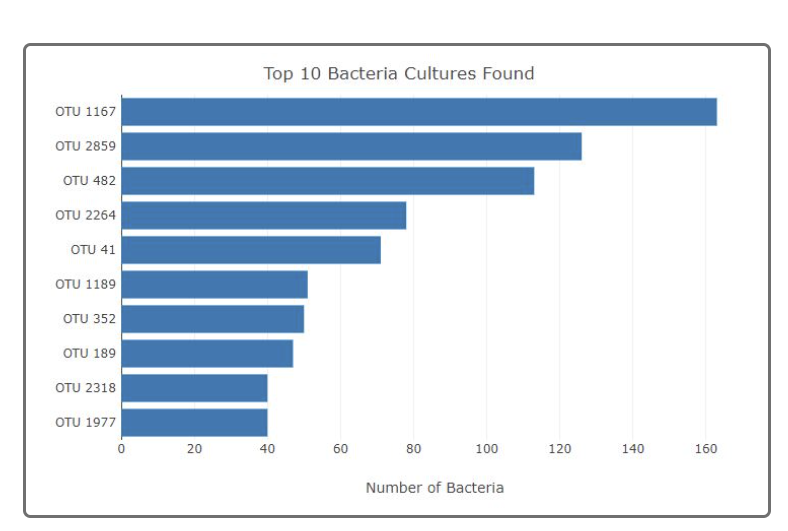 Top 10 Bacteria Cultures Found
OTU 1167
OTU 2859
OTU 482
OTU 2264
OTU 41
OTU 1189
OTU 352
OTU 189
OTU 2318
OTU 1977
0 20 40 60 80 100 120 140 160
Number of Bacteria